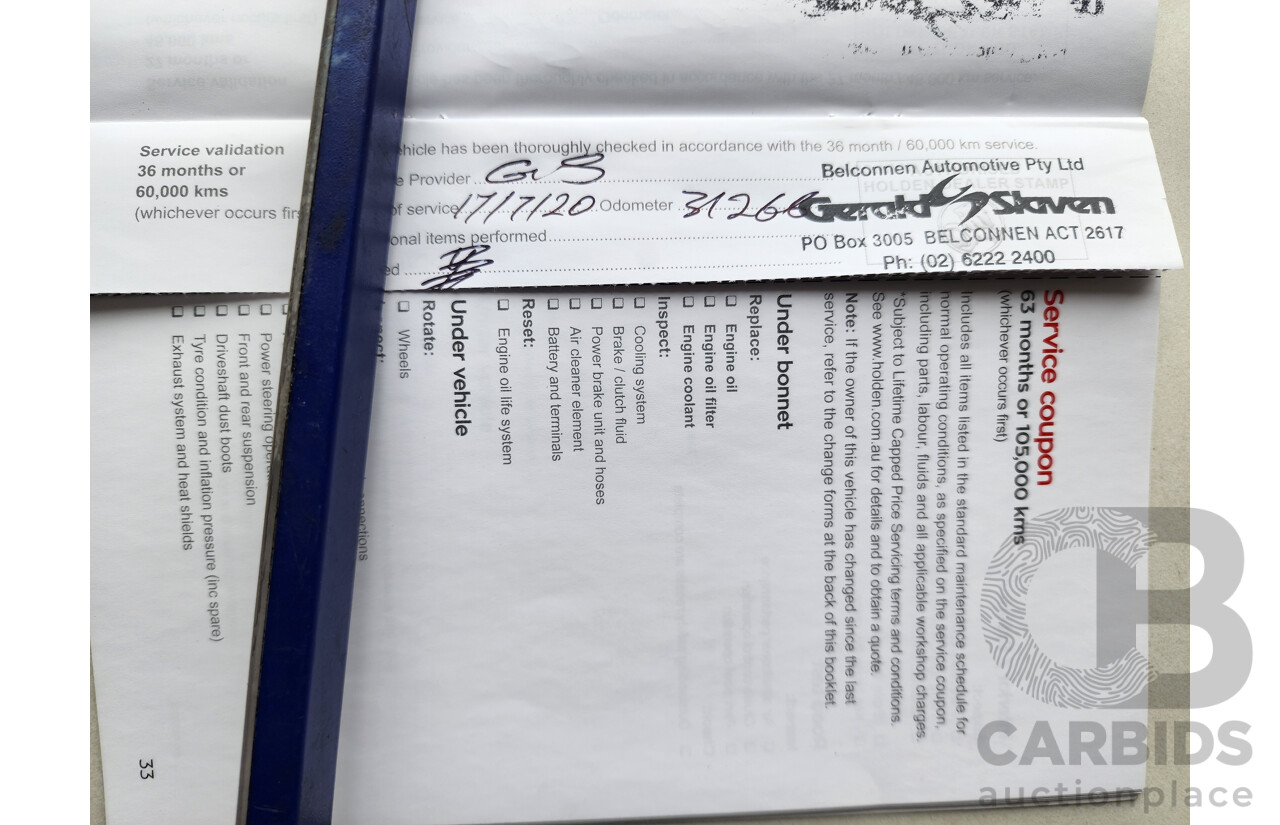 Service validation
36 months or
60,000 kms
(whichever occurs firs
ehicle has been thoroughly checked in accordance with the 36 month / 60,000 km service.
e Provider GVS
of service 17/7/20 Odometer 31266
onal items performed
ed
Belconnen Automotive Pty Ltd
HOLDEN DEALER STAMP
Gerald Slaven
PO Box 3005 BELCONNEN ACT 2617
Ph: (02) 6222 2400
Service coupon
63 months or 105,000 kms
(whichever occurs first)
Includes all items listed in the standard maintenance schedule for
normal operating conditions, as specified on the service coupon,
including parts, labour, fluids and all applicable workshop charges.
*Subject to Lifetime Capped Price Servicing terms and conditions.
See www.holden.com.au for details and to obtain a quote.
Note: If the owner of this vehicle has changed since the last
service, refer to the change forms at the back of this booklet.
Under bonnet
Replace:
Engine oil
Engine oil filter
Engine coolant
Inspect:
Cooling system
Brake / clutch fluid
Power brake unit and hoses
Air cleaner element
Battery and terminals
Reset:
Engine oil life system
Under vehicle
Rotate:
Wheels
Power steering
Front and rear suspension
Driveshaft dust boots
Tyre condition and inflation pressure (inc spare)
Exhaust system and heat shields
33
CARBIDS
auctionplace